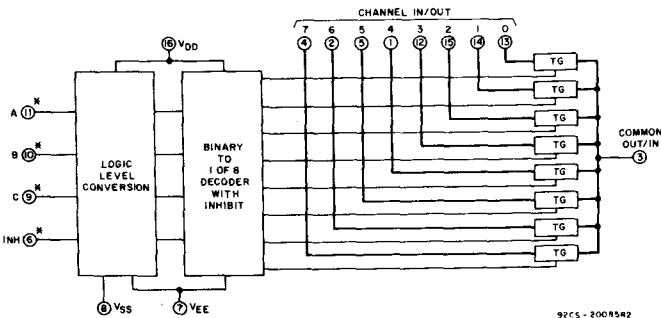 CHANNEL IN/OUT
7 6 5 4 3 2 1 0
4 2 5 1 12 15 14 13
16 VDD
TG
TG
TG
TG
TG
TG
TG
TG
A 11 *
B 10 *
C 9 *
INH 6 *
LOGIC
LEVEL
CONVERSION
BINARY
TO
1 OF 8
DECODER
WITH
INHIBIT
COMMON
OUT/IN
3
8 VSS
7 VEE
92CS-20098R2